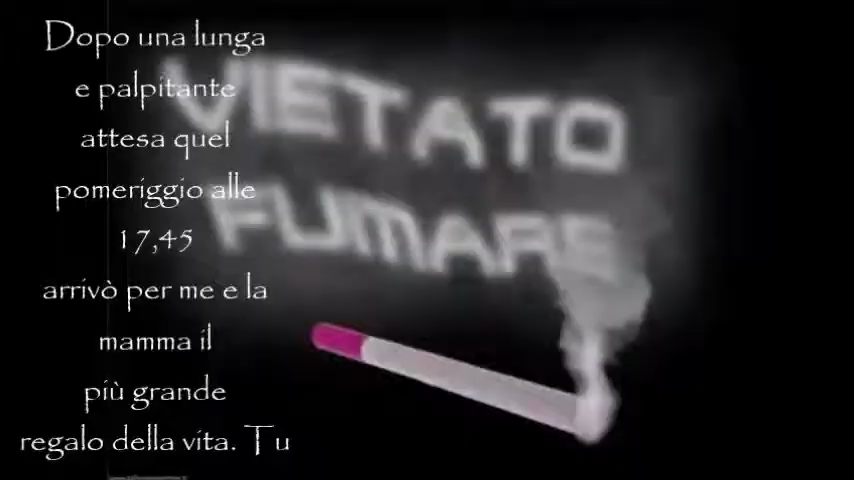 Dopo una lunga
e palpitante
attesa quel
pomeriggio alle
17,45
arrivò per me e la
mamma il
più grande
regalo della vita. Tu
VIETATO
FUMARE